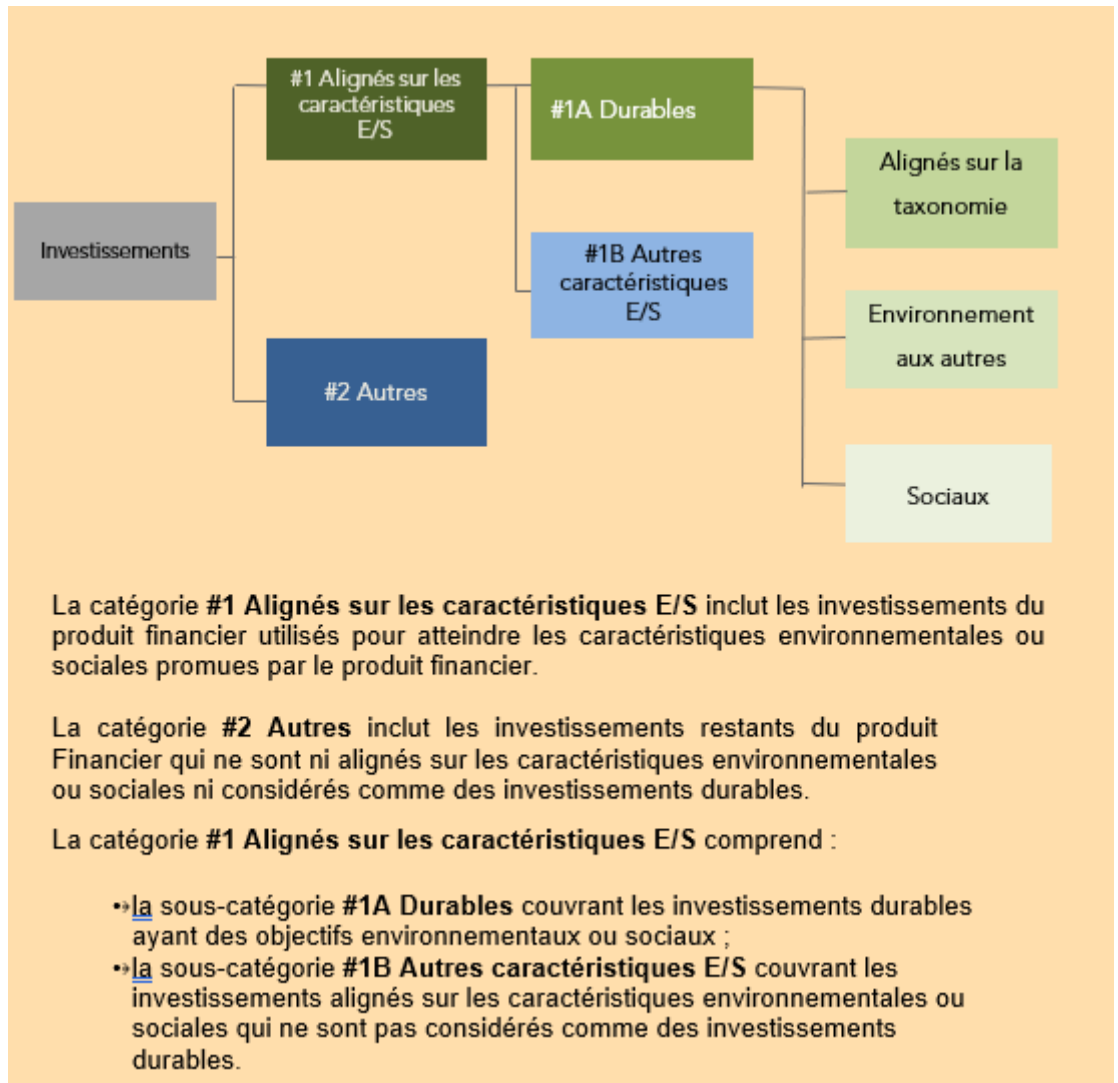 #1 Alignés sur les
caractéristiques
E/S
#1A Durables
Alignés sur la
taxonomie
Investissements
#1B Autres
caractéristiques
E/S
Environnement
aux autres
#2 Autres
Sociaux
La catégorie #1 Alignés sur les caractéristiques E/S inclut les investissements du
produit financier utilisés pour atteindre les caractéristiques environnementales ou
sociales promues par le produit financier.
La catégorie #2 Autres inclut les investissements restants du produit
Financier qui ne sont ni alignés sur les caractéristiques environnementales
ou sociales ni considérés comme des investissements durables.
La catégorie #1 Alignés sur les caractéristiques E/S comprend :
la sous-catégorie #1A Durables couvrant les investissements durables
ayant des objectifs environnementaux ou sociaux ;
la sous-catégorie #1B Autres caractéristiques E/S couvrant les
investissements alignés sur les caractéristiques environnementales ou
sociales qui ne sont pas considérés comme des investissements
durables.